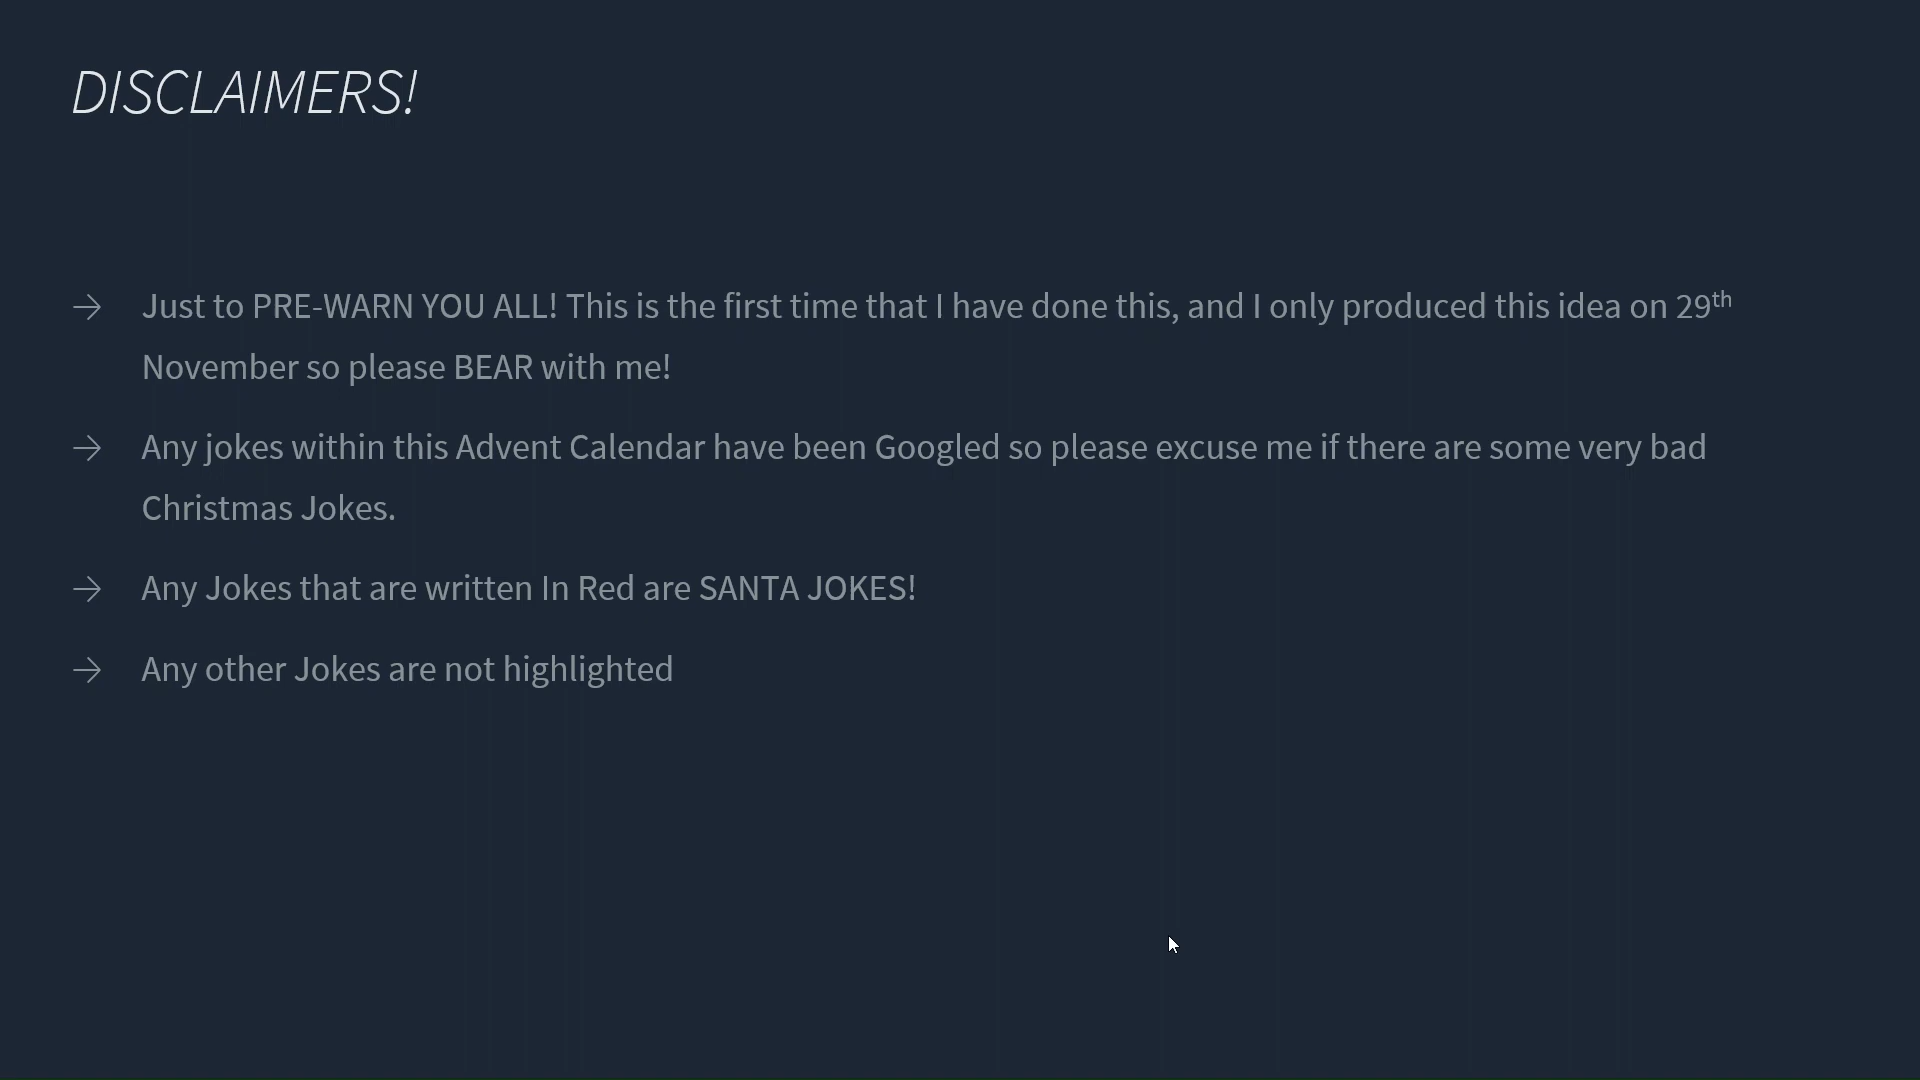 DISCLAIMERS!
→ Just to PRE-WARN YOU ALL! This is the first time that I have done this, and I only produced this idea on 29th
November so please BEAR with me!
→ Any jokes within this Advent Calendar have been Googled so please excuse me if there are some very bad
Christmas Jokes.
→ Any Jokes that are written In Red are SANTA JOKES!
→ Any other Jokes are not highlighted